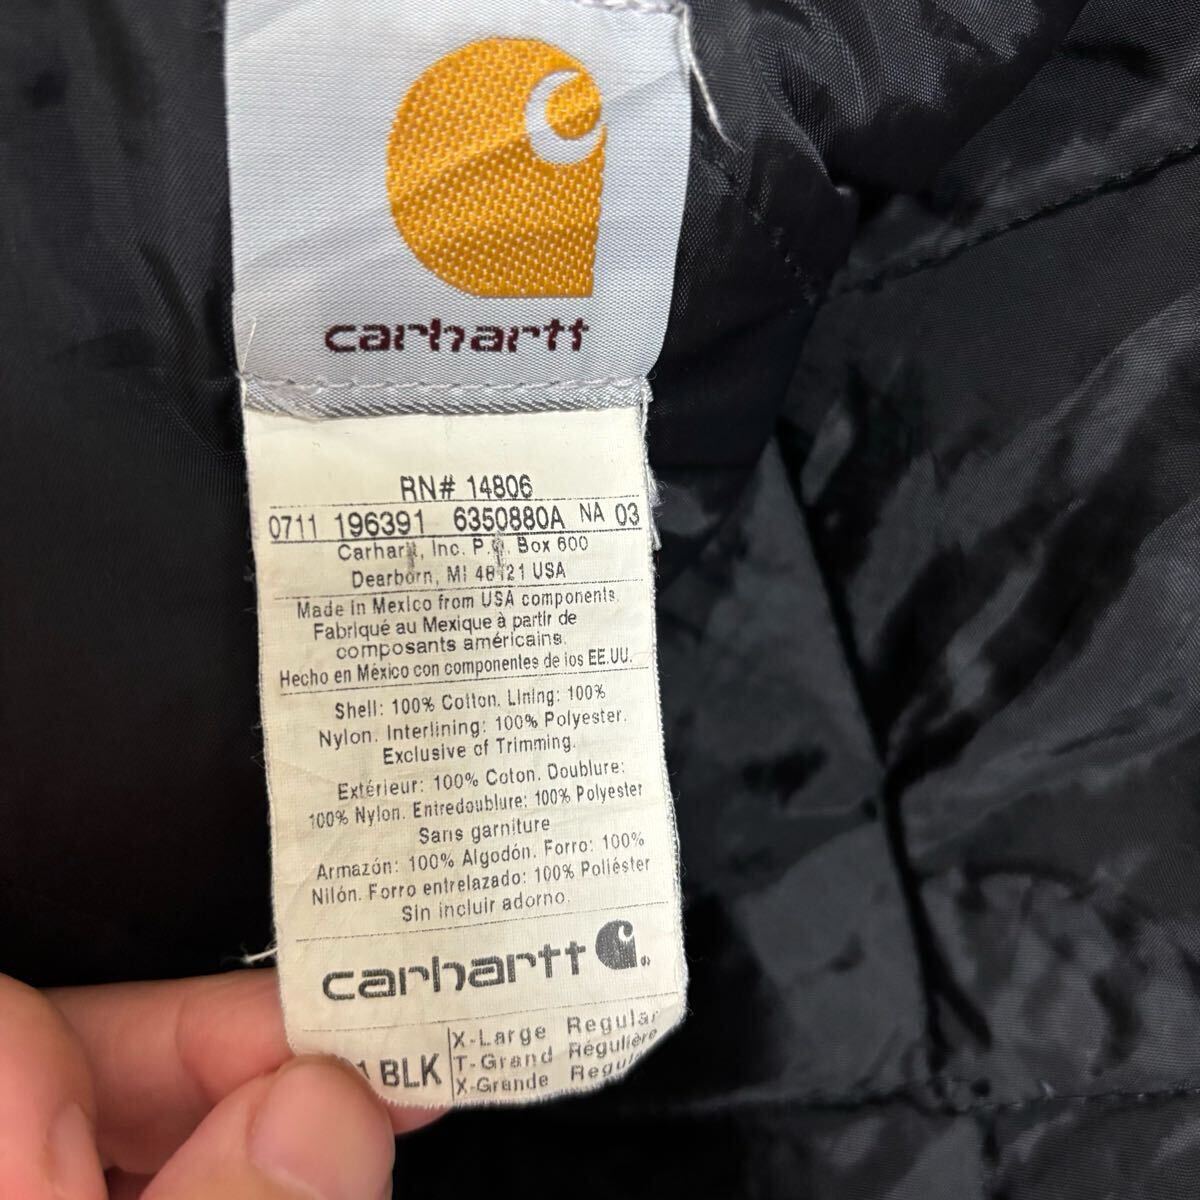 carhartt
RN# 14806
0711 196391 6350880A NA 03
Carhartt, Inc. P.O. Box 600
Dearborn, MI 48121 USA
Made in Mexico from USA components.
Fabriqué au Mexique à partir de
composants américains.
Hecho en México con componentes de los EE.UU.
Shell: 100% Cotton. Lining: 100%
Nylon. Interlining: 100% Polyester.
Exclusive of Trimming.
Extérieur: 100% Coton. Doublure:
100% Nylon. Entredoublure: 100% Polyester
Sans garniture
Armazón: 100% Algodón. Forro: 100%
Nilón. Forro entrelazado: 100% Poliéster
Sin incluir adorno.
carhartt
BLK
X-Large Regular
T-Grand Régulière
X-Grande Regular